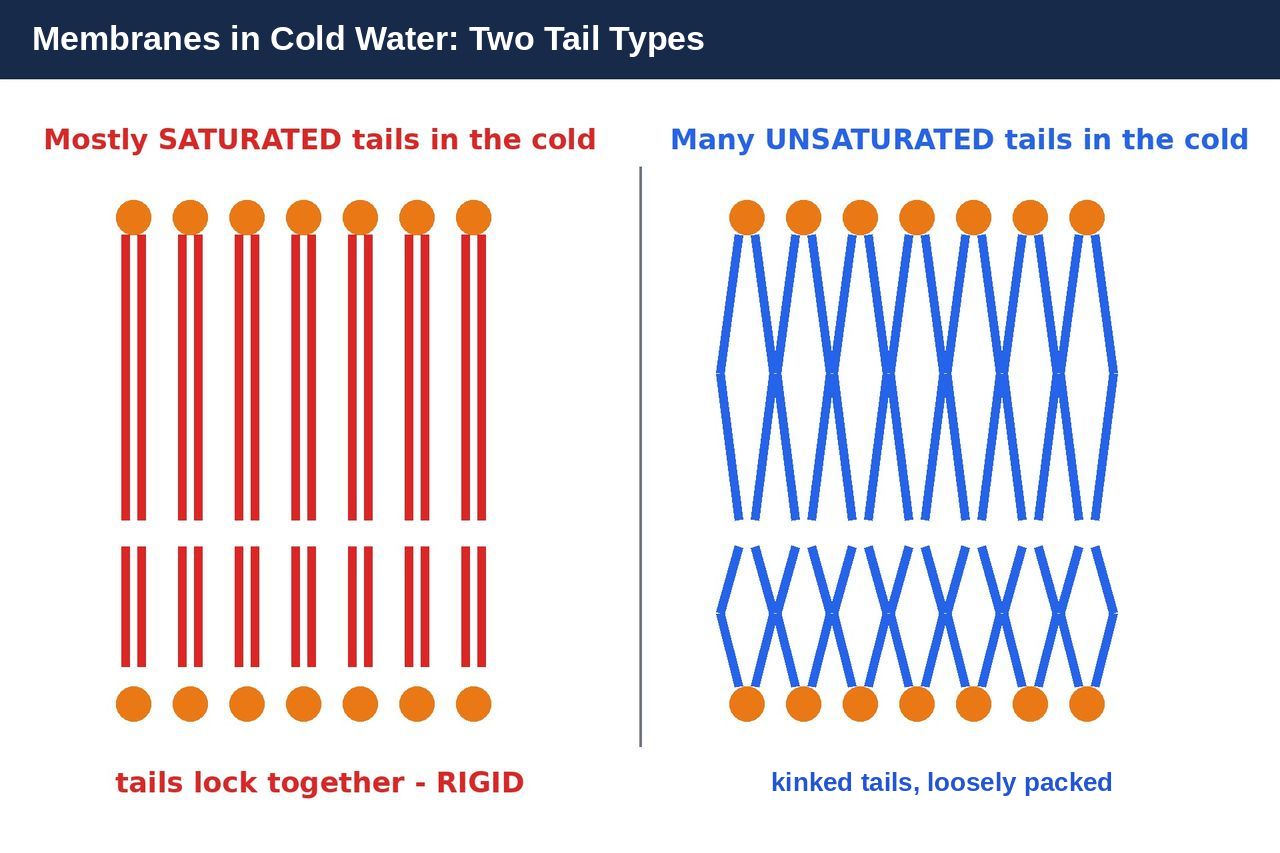 Membranes in Cold Water: Two Tail Types
Mostly SATURATED tails in the cold
Many UNSATURATED tails in the cold
tails lock together - RIGID
kinked tails, loosely packed